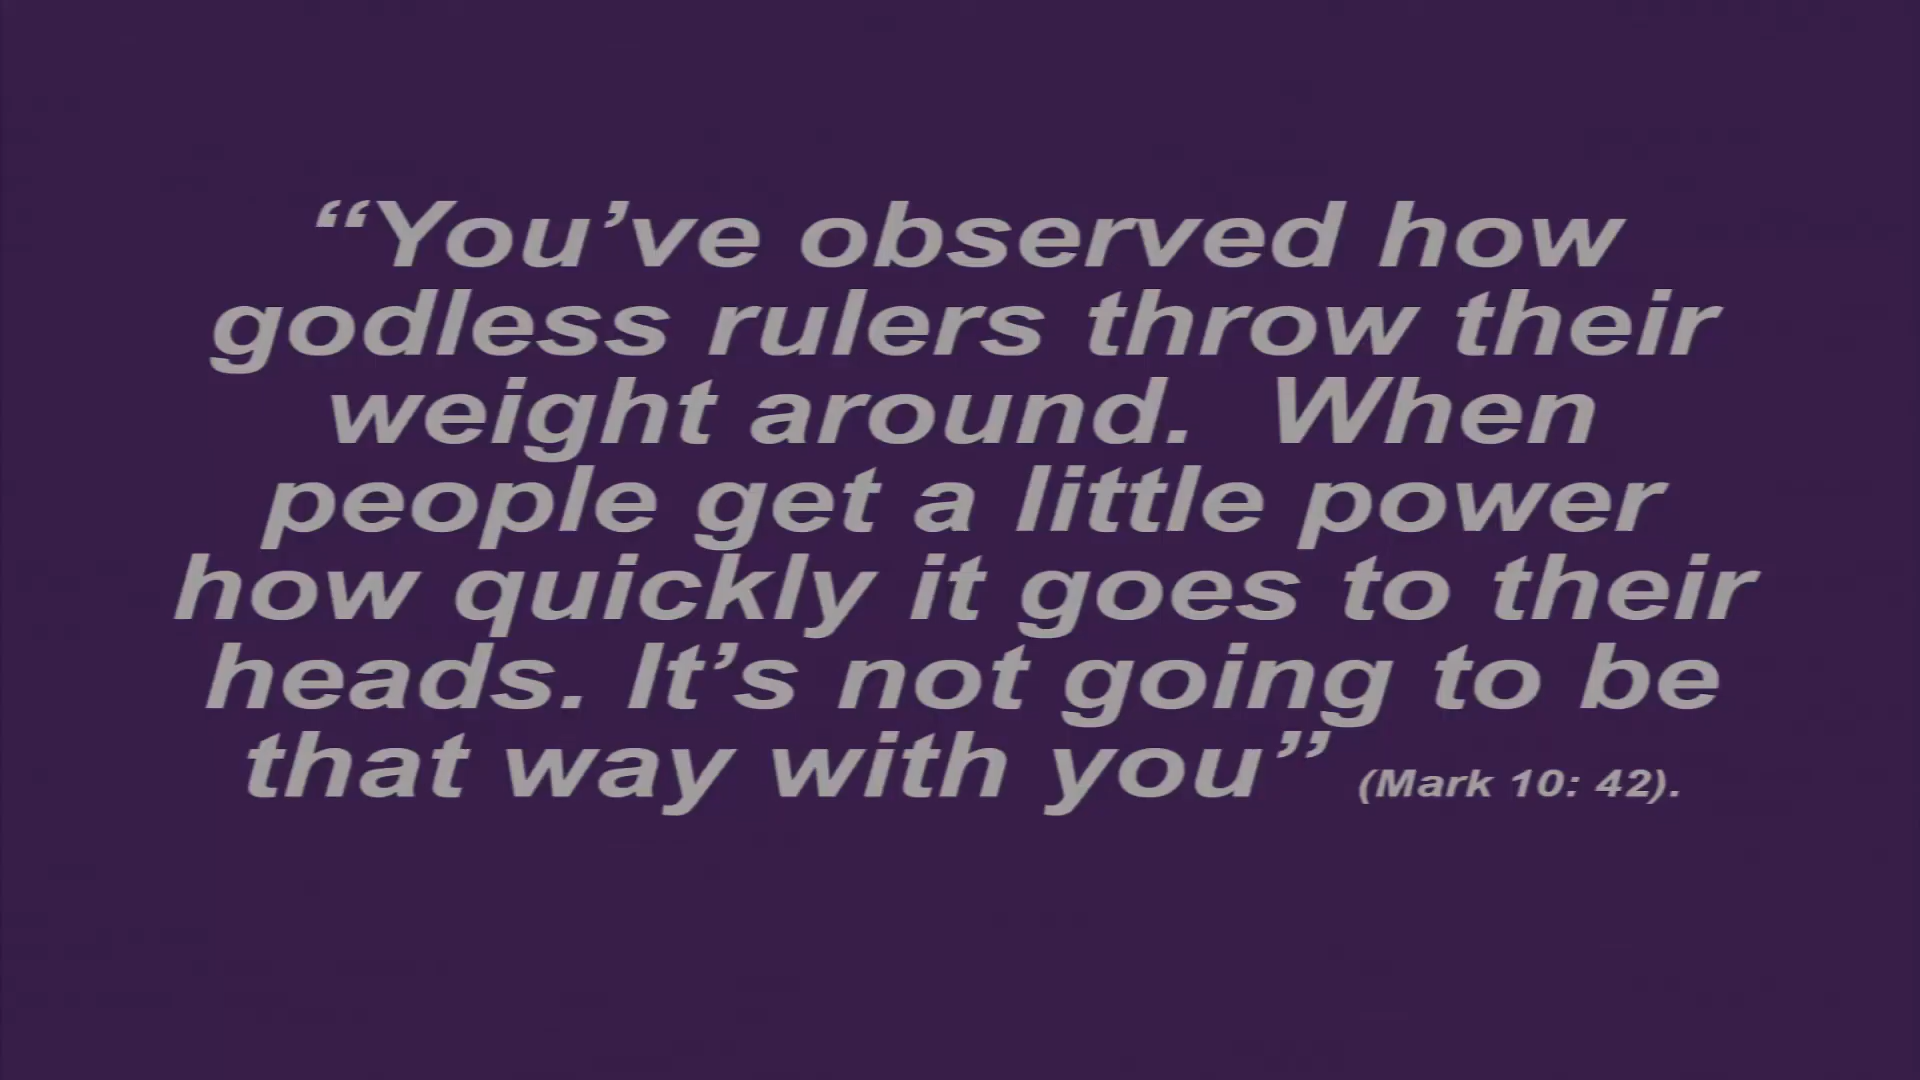 “You’ve observed how
godless rulers throw their
weight around.  When
people get a little power
how quickly it goes to their
heads. It’s not going to be
that way with you” (Mark 10: 42).